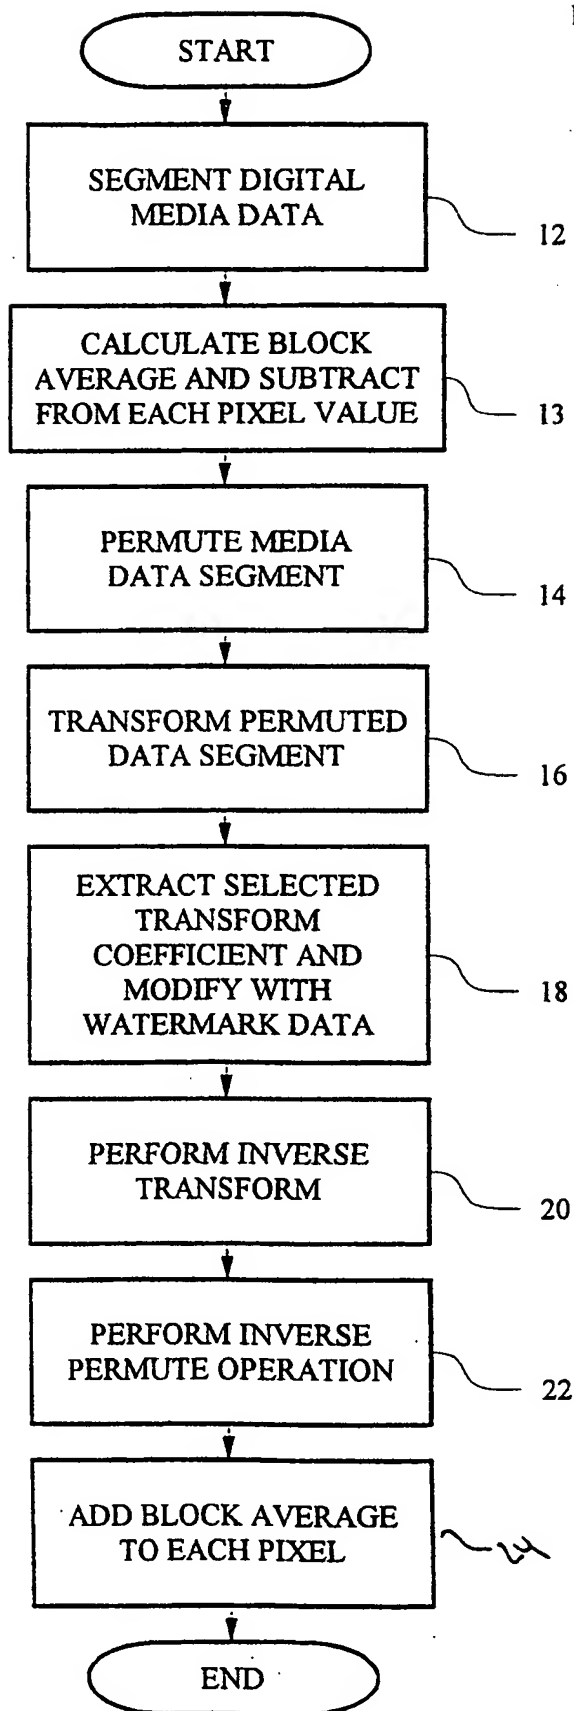 START
SEGMENT DIGITAL
MEDIA DATA
12
CALCULATE BLOCK
AVERAGE AND SUBTRACT
FROM EACH PIXEL VALUE
13
PERMUTE MEDIA
DATA SEGMENT
14
TRANSFORM PERMUTED
DATA SEGMENT
16
EXTRACT SELECTED
TRANSFORM
COEFFICIENT AND
MODIFY WITH
WATERMARK DATA
18
PERFORM INVERSE
TRANSFORM
20
PERFORM INVERSE
PERMUTE OPERATION
22
ADD BLOCK AVERAGE
TO EACH PIXEL
24
END